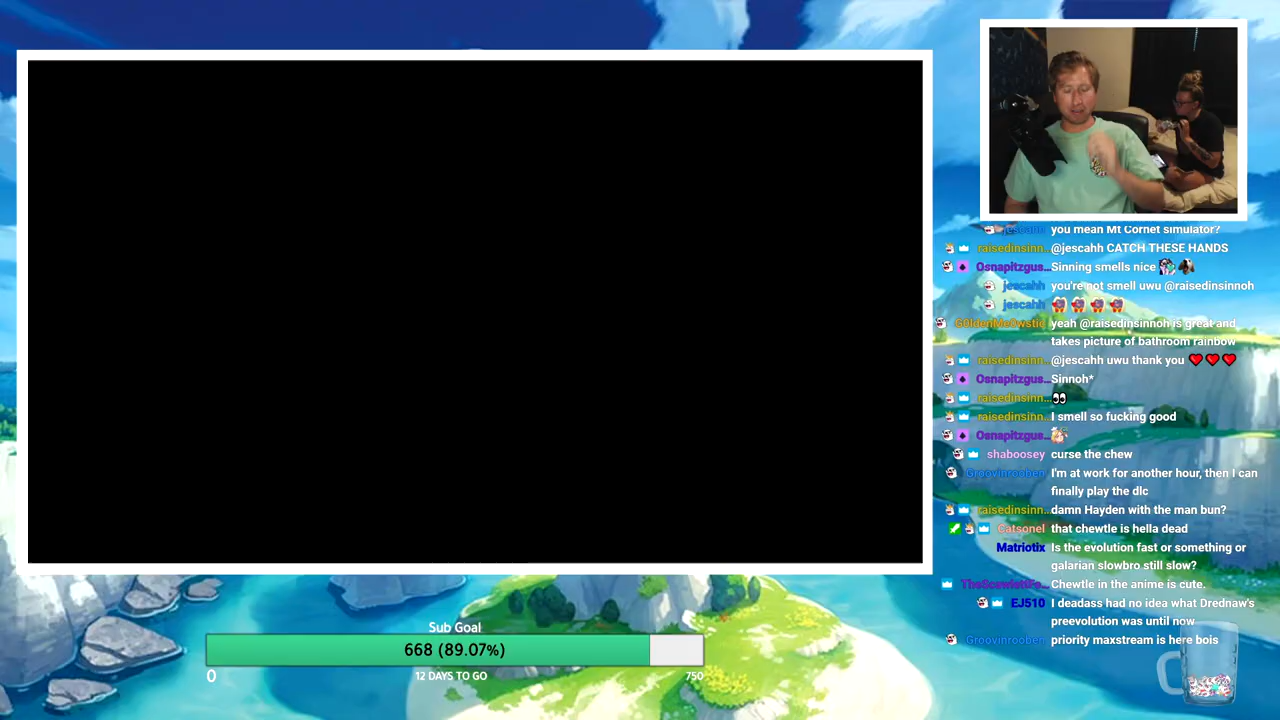 jescahh you mean Mt Cornet simulator?
raisedinsinn... @jescahh CATCH THESE HANDS
Osnapitzgus... Sinning smells nice
jescahh you're not smell uwu @raisedinsinnoh
jescahh
G0ldenMe0wstic yeah @raisedinsinnoh is great and
takes picture of bathroom rainbow
raisedinsinn... @jescahh uwu thank you ❤️❤️❤️
Osnapitzgus... Sinnoh*
raisedinsinn... 👀
raisedinsinn... I smell so fucking good
Osnapitzgus...
shaboosey curse the chew
Groovinrooben I'm at work for another hour, then I can
finally play the dlc
raisedinsinn... damn Hayden with the man bun?
Catsonel that chewtle is hella dead
Matriotix Is the evolution fast or something or
galarian slowbro still slow?
Chewtle in the anime is cute.
EJ510 I deadass had no idea what Drednaw's
preevolution was until now
Groovinrooben priority maxstream is here bois
Sub Goal
668 (89.07%)
0 12 DAYS TO GO 750